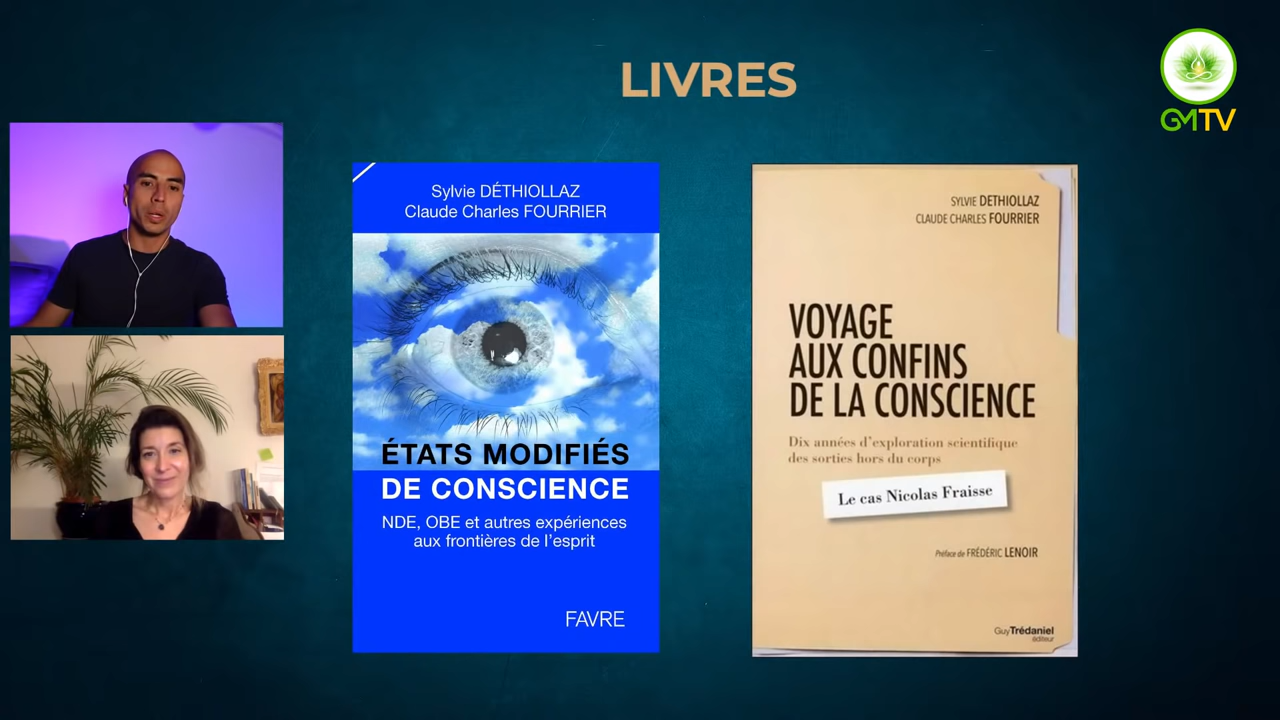 LIVRES
GMTV
Sylvie DÉTHIOLLAZ
Claude Charles FOURRIER
ÉTATS MODIFIÉS
DE CONSCIENCE
NDE, OBE et autres expériences
aux frontières de l'esprit
FAVRE
SYLVIE DETHIOLLAZ
CLAUDE CHARLES FOURRIER
VOYAGE
AUX CONFINS
DE LA CONSCIENCE
Dix années d'exploration scientifique
des sorties hors du corps
Le cas Nicolas Fraisse
Préface de FRÉDÉRIC LENOIR
Guy Trédaniel
éditeur